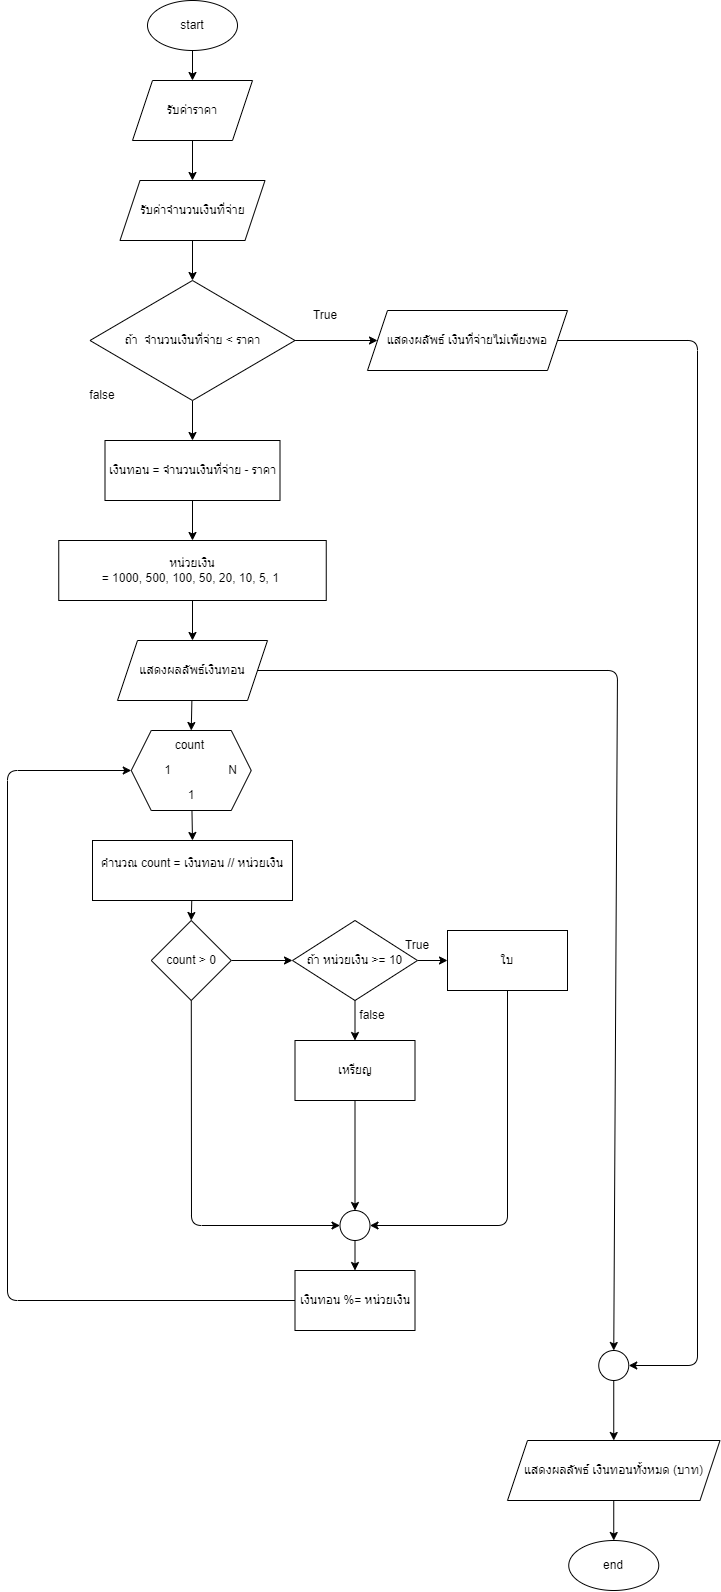 start
รับค่าราคา
รับค่าจำนวนเงินที่จ่าย
ถ้า จำนวนเงินที่จ่าย < ราคา
True
แสดงผลัพธ์ เงินที่จ่ายไม่เพียงพอ
false
เงินทอน = จำนวนเงินที่จ่าย - ราคา
หน่วยเงิน
= 1000, 500, 100, 50, 20, 10, 5, 1
แสดงผลลัพธ์เงินทอน
count
1 N
1
คำนวณ count = เงินทอน // หน่วยเงิน
count > 0
ถ้า หน่วยเงิน >= 10
True
ใบ
false
เหรียญ
เงินทอน %= หน่วยเงิน
แสดงผลลัพธ์ เงินทอนทั้งหมด (บาท)
end